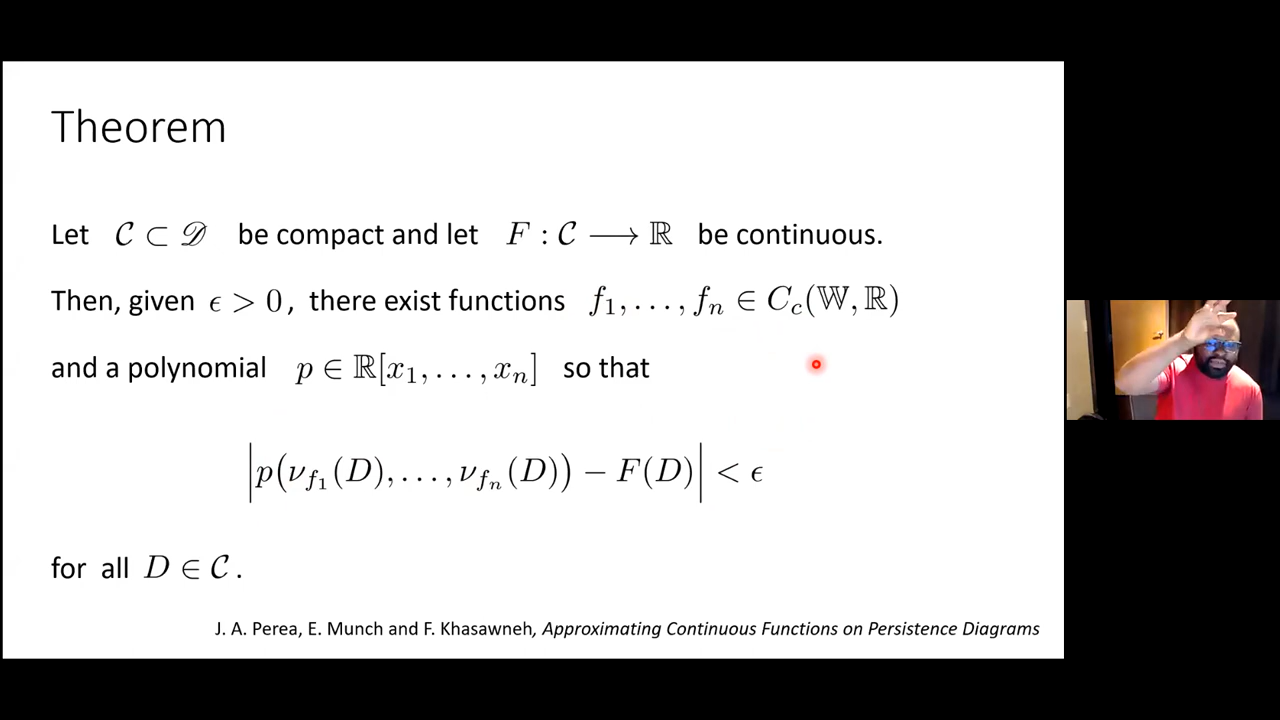 Theorem
Let 𝒞 ⊂ 𝒟 be compact and let F : 𝒞 ⟶ ℝ be continuous.
Then, given ϵ > 0, there exist functions f₁, . . . , fₙ ∈ C_c(𝕎, ℝ)
and a polynomial p ∈ ℝ[x₁, . . . , xₙ] so that
|p(ν_{f₁}(D), . . . , ν_{fₙ}(D)) − F(D)| < ϵ
for all D ∈ 𝒞.
J. A. Perea, E. Munch and F. Khasawneh, Approximating Continuous Functions on Persistence Diagrams